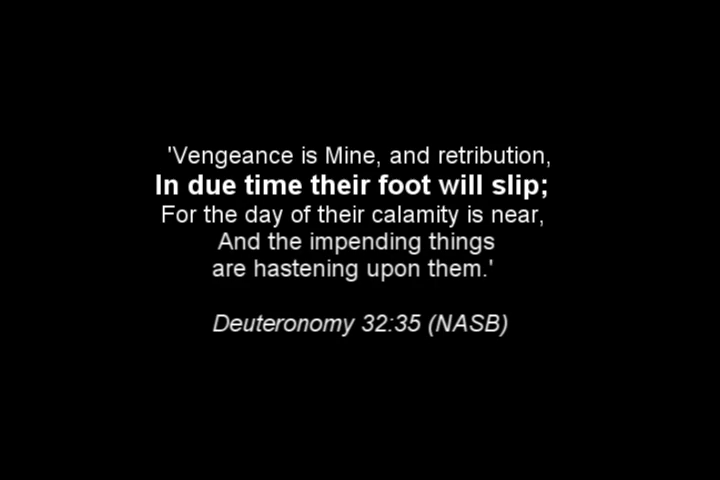 'Vengeance is Mine, and retribution,
In due time their foot will slip;
For the day of their calamity is near,
And the impending things
are hastening upon them.'
Deuteronomy 32:35 (NASB)